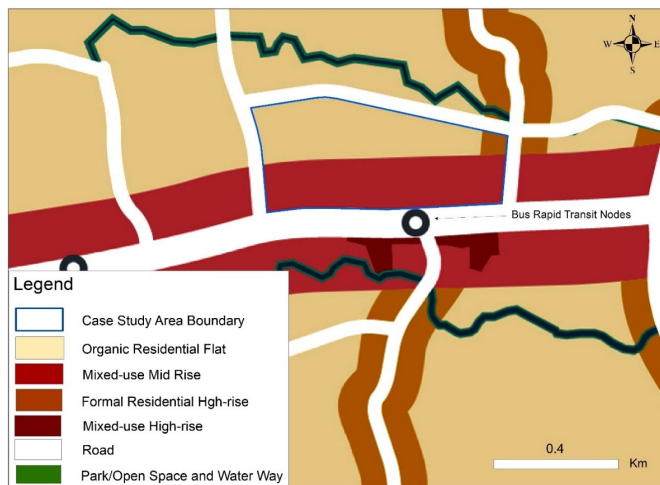 N
W E
S
Bus Rapid Transit Nodes
Legend
Case Study Area Boundary
Organic Residential Flat
Mixed-use Mid Rise
Formal Residential Hgh-rise
Mixed-use High-rise
Road
Park/Open Space and Water Way
0.4
Km